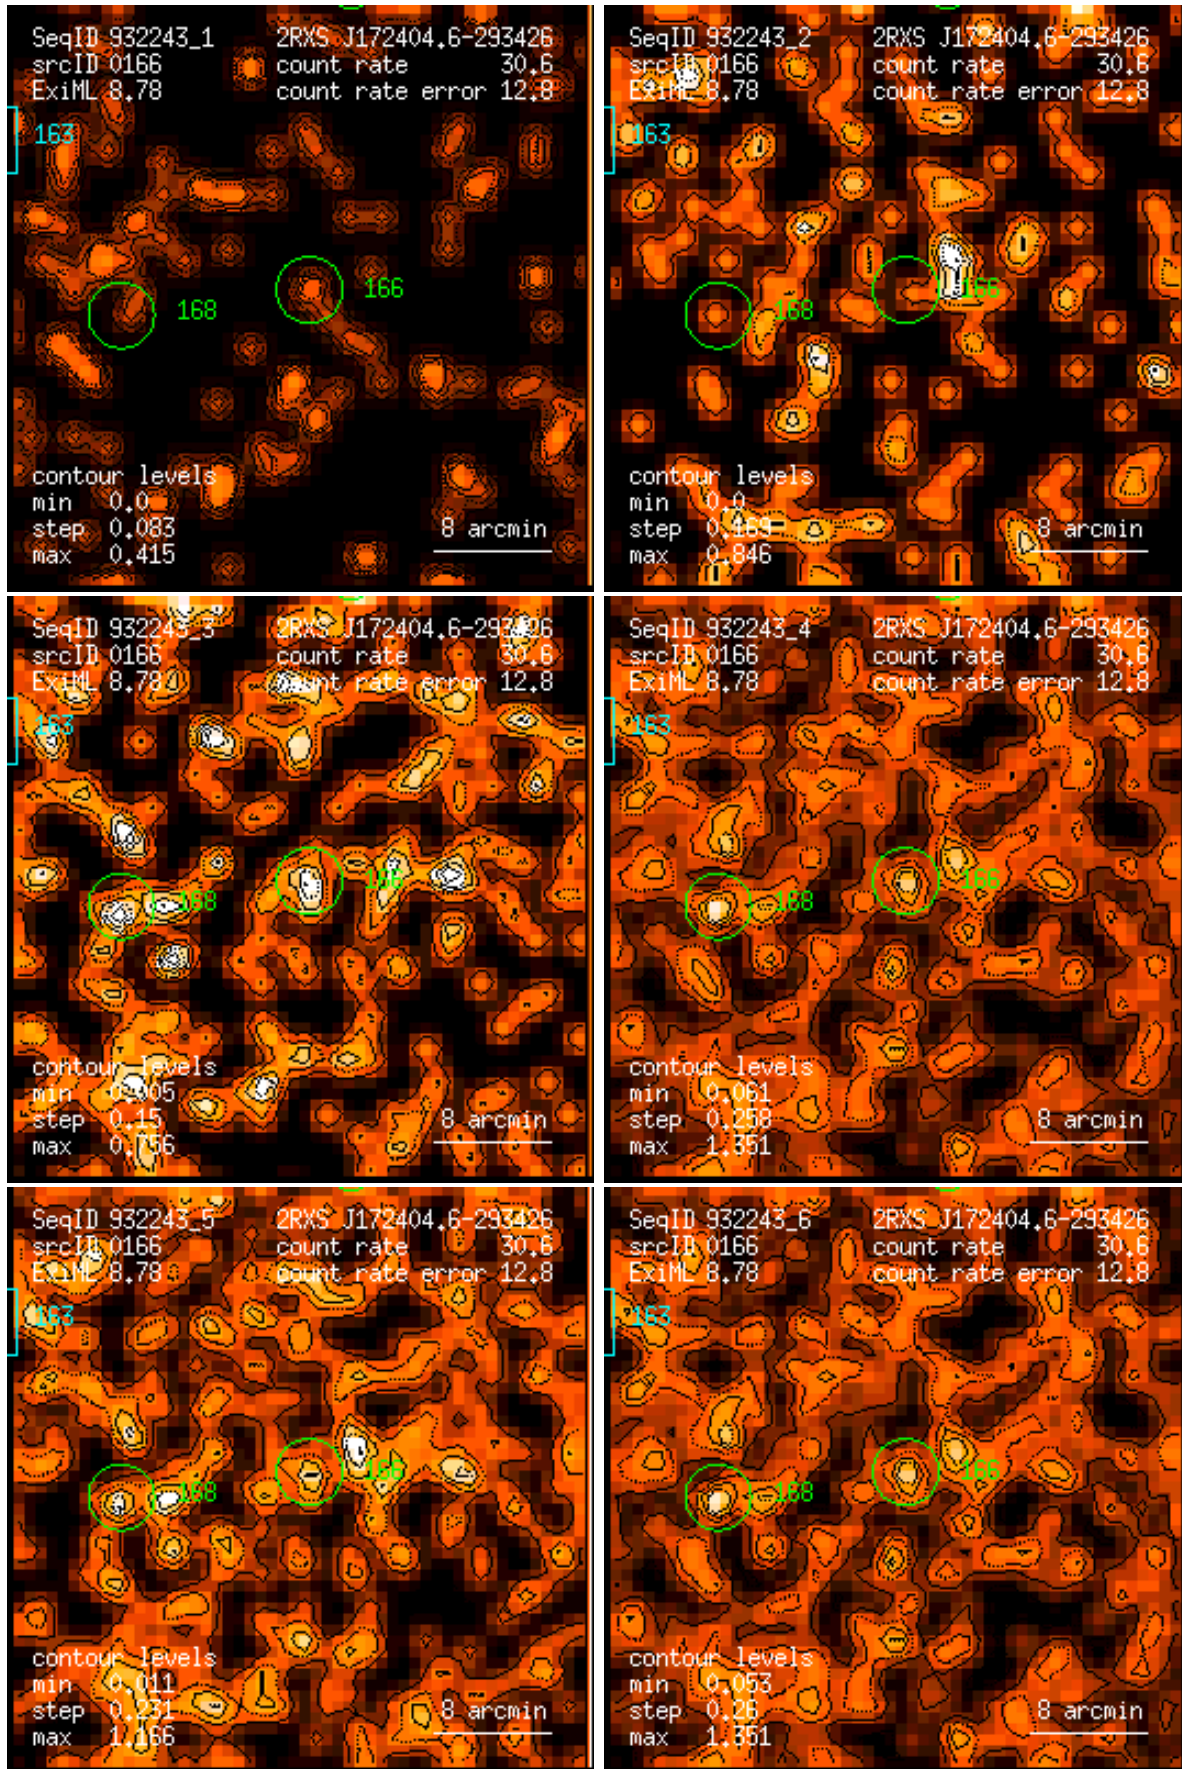 SeqID 932243_1 2RXS J172404.6-293426
srcID 0166 count rate 30.6
ExiML 8.78 count rate error 12.8
163
166
168
contour levels
min 0.0
step 0.083
max 0.415
8 arcmin
SeqID 932243_2 2RXS J172404.6-293426
srcID 0166 count rate 30.6
ExiML 8.78 count rate error 12.8
163
166
168
contour levels
min 0.0
step 0.169
max 0.846
8 arcmin
SeqID 932243_3 2RXS J172404.6-293426
srcID 0166 count rate 30.6
ExiML 8.78 count rate error 12.8
163
166
168
contour levels
min 0.005
step 0.15
max 0.756
8 arcmin
SeqID 932243_4 2RXS J172404.6-293426
srcID 0166 count rate 30.6
ExiML 8.78 count rate error 12.8
163
166
168
contour levels
min 0.061
step 0.258
max 1.351
8 arcmin
SeqID 932243_5 2RXS J172404.6-293426
srcID 0166 count rate 30.6
ExiML 8.78 count rate error 12.8
163
166
168
contour levels
min 0.011
step 0.231
max 1.166
8 arcmin
SeqID 932243_6 2RXS J172404.6-293426
srcID 0166 count rate 30.6
ExiML 8.78 count rate error 12.8
163
166
168
contour levels
min 0.053
step 0.26
max 1.351
8 arcmin